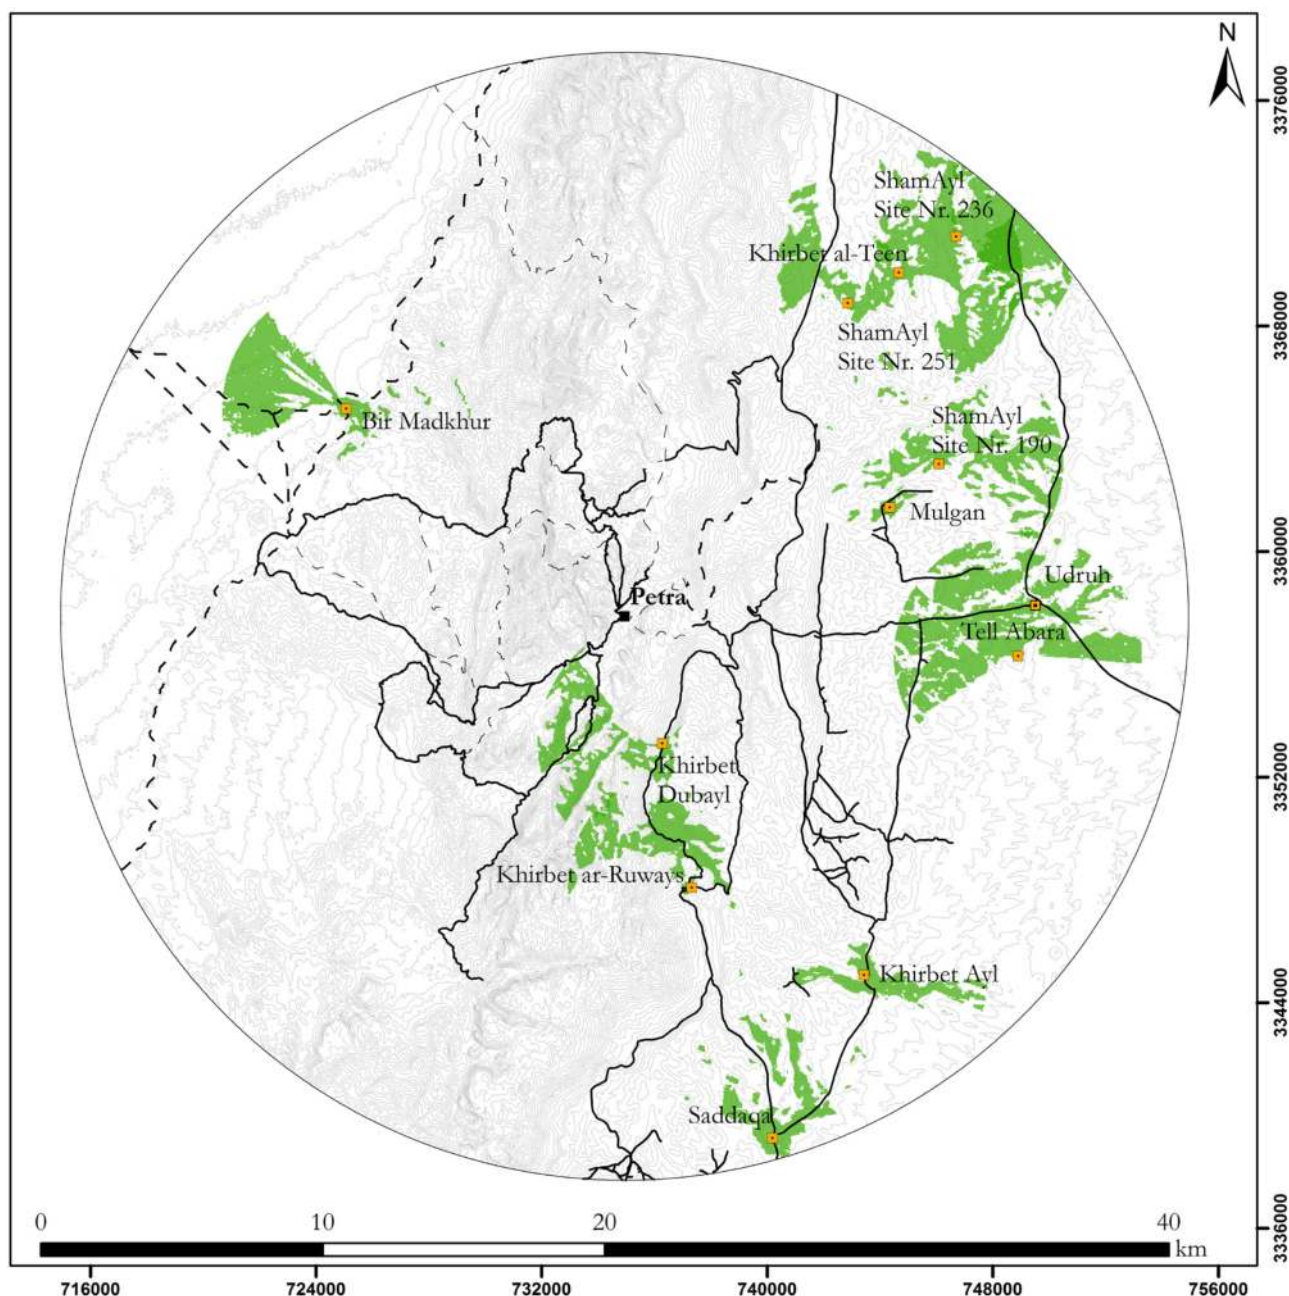 N
ShamAyl
Site Nr. 236
Khirbet al-Teen
ShamAyl
Site Nr. 251
Bir Madkhur
ShamAyl
Site Nr. 190
Mulgan
Udruh
Petra
Tell Abara
Khirbet
Dubayl
Khirbet ar-Ruways
Khirbet Ayl
Saddaqa
0 10 20 40
km
716000 724000 732000 740000 748000 756000
3376000
3368000
3360000
3352000
3344000
3336000